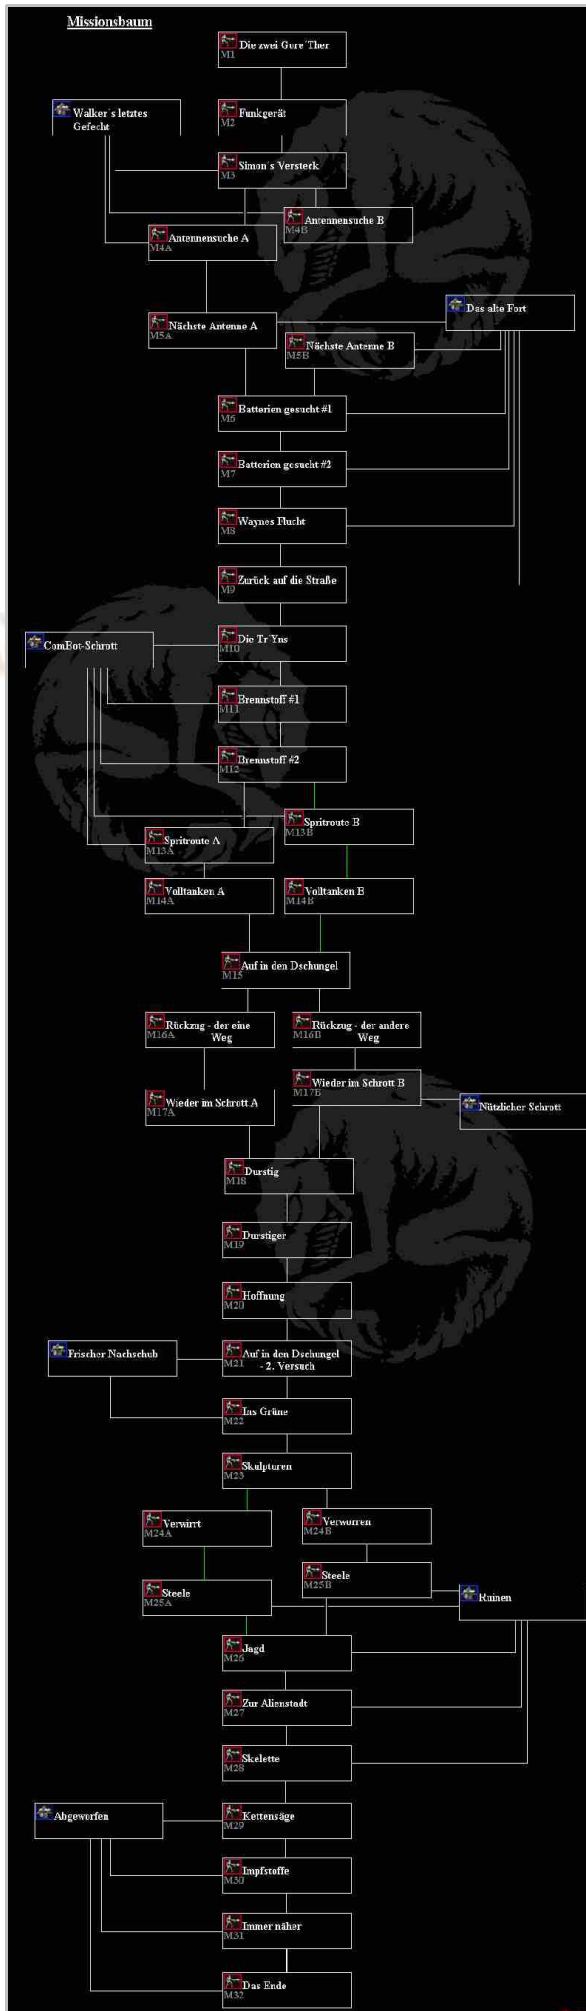 Missionsbaum
Die zwei Gure´Ther
M1
Walker´s letztes
Gefecht
Funkgerät
M2
Simon´s Versteck
M3
Antennensuche B
M4B
Antennensuche A
M4A
Das alte Fort
Nächste Antenne A
M5A
Nächste Antenne B
M5B
Batterien gesucht #1
M6
Batterien gesucht #2
M7
Waynes Flucht
M8
Zurück auf die Straße
M9
ComBot-Schrott
Die Tr´Yns
M10
Brennstoff #1
M11
Brennstoff #2
M12
Spritroute B
M13B
Spritroute A
M13A
Volltanken A
M14A
Volltanken B
M14B
Auf in den Dschungel
M15
Rückzug - der eine
Weg
M16A
Rückzug - der andere
Weg
M16B
Wieder im Schrott B
M17B
Wieder im Schrott A
M17A
Nützlicher Schrott
Durstig
M18
Durstiger
M19
Hoffnung
M20
Frischer Nachschub
Auf in den Dschungel
- 2. Versuch
M21
Ins Grüne
M22
Skulpturen
M23
Verwirrt
M24A
Verworren
M24B
Steele
M25B
Steele
M25A
Ruinen
Jagd
M26
Zur Alienstadt
M27
Skelette
M28
Abgeworfen
Kettensäge
M29
Impfstoffe
M30
Immer näher
M31
Das Ende
M32